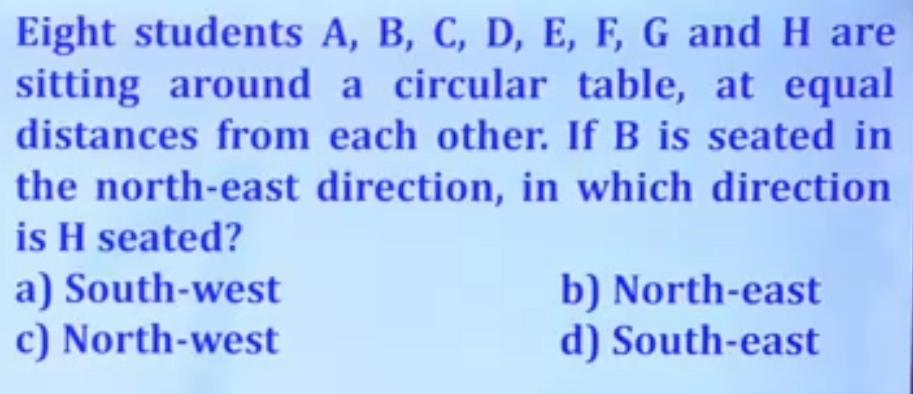 Eight students A, B, C, D, E, F, G and H are
sitting around a circular table, at equal
distances from each other. If B is seated in
the north-east direction, in which direction
is H seated?
a) South-west b) North-east
c) North-west d) South-east